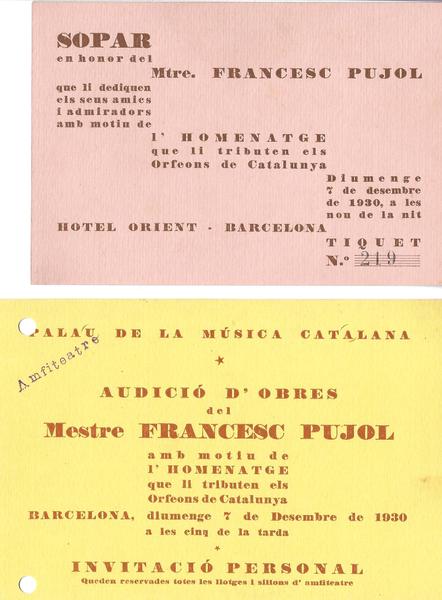 SOPAR
en honor del
Mtre. FRANCESC PUJOL
que li dediquen
els seus amics
i admiradors
amb motiu de
l' HOMENATGE
que li tributen els
Orfeons de Catalunya
Diumenge
7 de desembre
de 1930, a les
nou de la nit
HOTEL ORIENT - BARCELONA
TIQUET
N.º 219
PALAU DE LA MÚSICA CATALANA
Amfiteatre
AUDICIÓ D' OBRES
del
Mestre FRANCESC PUJOL
amb motiu de
l' HOMENATGE
que li tributen els
Orfeons de Catalunya
BARCELONA, diumenge 7 de Desembre de 1930
a les cinq de la tarda
INVITACIÓ PERSONAL
Queden reservades totes les llotges i sillons d' amfiteatre